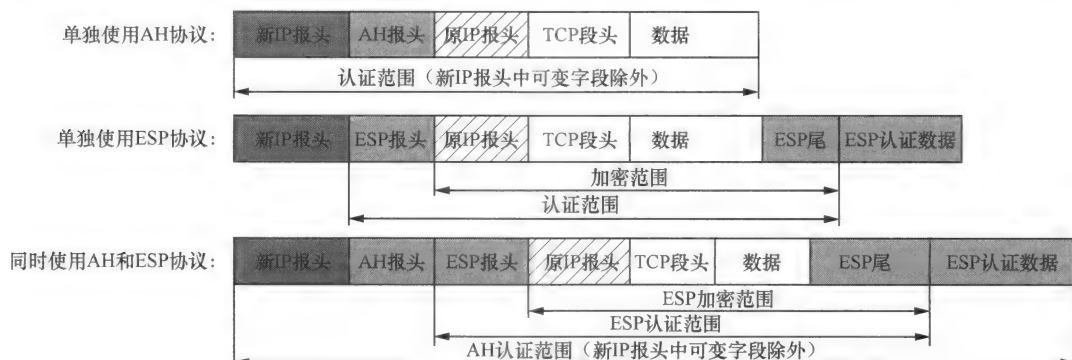 单独使用AH协议: 新IP报头 AH报头 原IP报头 TCP段头 数据
认证范围（新IP报头中可变字段除外）
单独使用ESP协议: 新IP报头 ESP报头 原IP报头 TCP段头 数据 ESP尾 ESP认证数据
加密范围
认证范围
同时使用AH和ESP协议: 新IP报头 AH报头 ESP报头 原IP报头 TCP段头 数据 ESP尾 ESP认证数据
ESP加密范围
ESP认证范围
AH认证范围（新IP报头中可变字段除外）